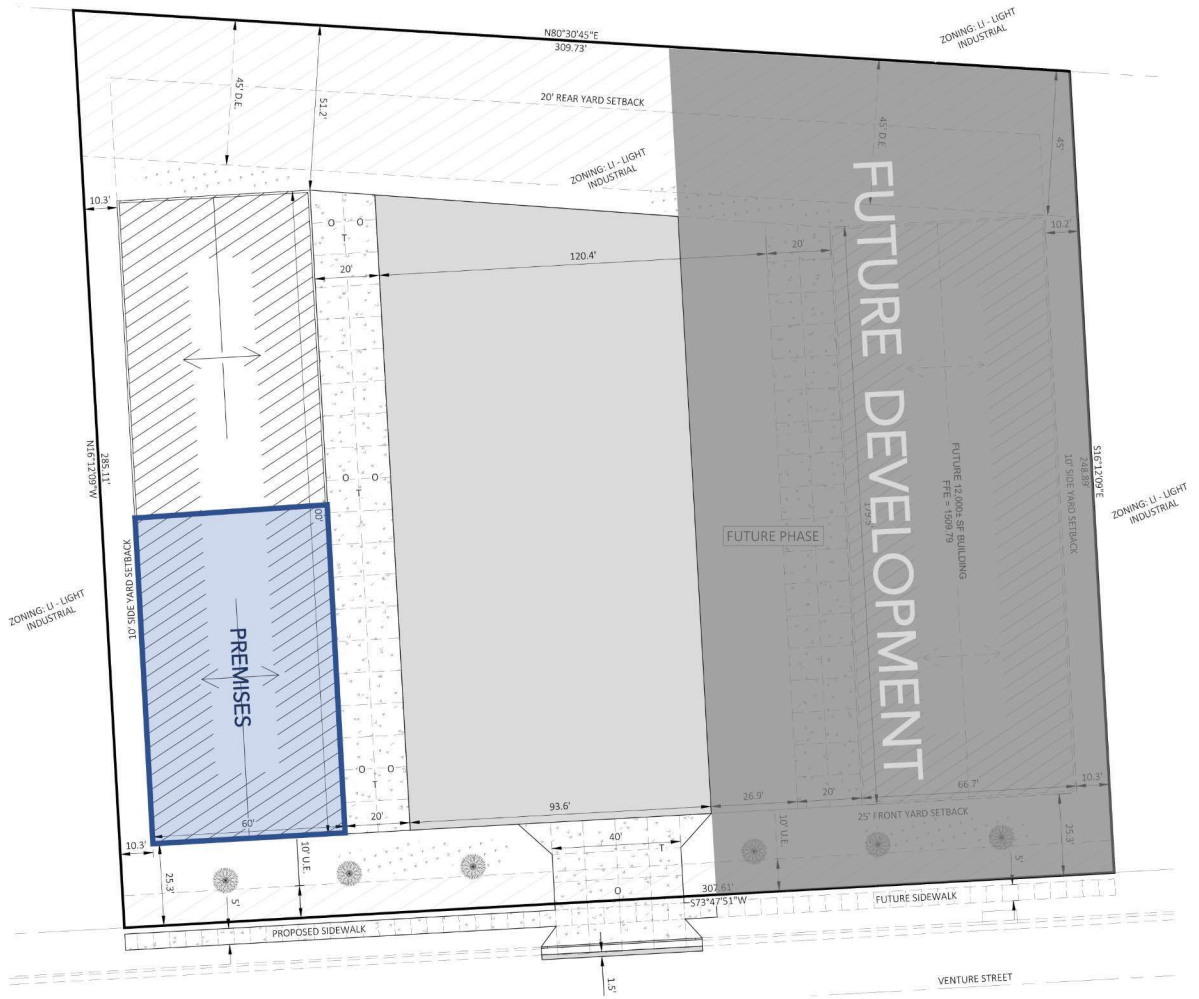 ZONING: LI - LIGHT
INDUSTRIAL
N80°30'45"E
309.73'
45' D.E.
51.2'
20' REAR YARD SETBACK
45' D.E.
45'
ZONING: LI - LIGHT
INDUSTRIAL
10.3'
10.2'
O O
T
20'
120.4'
20'
FUTURE DEVELOPMENT
N16°12'09"W
285.11'
S16°12'09"E
248.89'
10' SIDE YARD SETBACK
FUTURE 12,000± SF BUILDING
FFE = 1509.79
ZONING: LI - LIGHT
INDUSTRIAL
O O
T
00'
FUTURE PHASE
10' SIDE YARD SETBACK
ZONING: LI - LIGHT
INDUSTRIAL
PREMISES
O O
T
60'
20'
93.6'
26.9'
20'
66.7'
10.3'
10.3'
25.3'
10' U.E.
40'
T
10' U.E.
25' FRONT YARD SETBACK
25.3'
5'
5'
O
307.61'
S73°47'51"W
FUTURE SIDEWALK
PROPOSED SIDEWALK
1.5'
VENTURE STREET